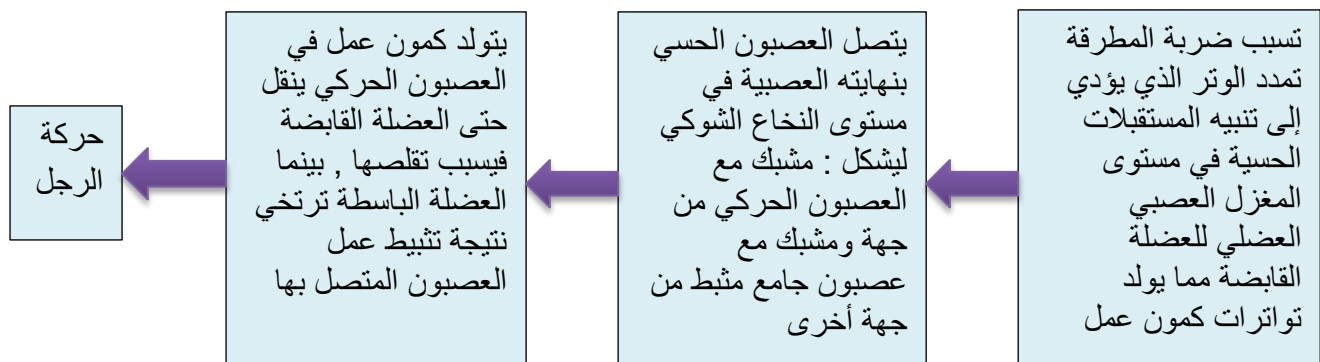 تسبب ضربة المطرقة
تمدد الوتر الذي يؤدي
إلى تنبيه المستقبلات
الحسية في مستوى
المغزل العصبي
العضلي للعضلة
القابضة مما يولد
تواترات كمون عمل
يتصل العصبون الحسي
بنهايته العصبية في
مستوى النخاع الشوكي
ليشكل : مشبك مع
العصبون الحركي من
جهة ومشبك مع
عصبون جامع مثبط من
جهة أخرى
يتولد كمون عمل في
العصبون الحركي ينقل
حتى العضلة القابضة
فيسبب تقلصها , بينما
العضلة الباسطة ترتخي
نتيجة تثبيط عمل
العصبون المتصل بها
حركة
الرجل